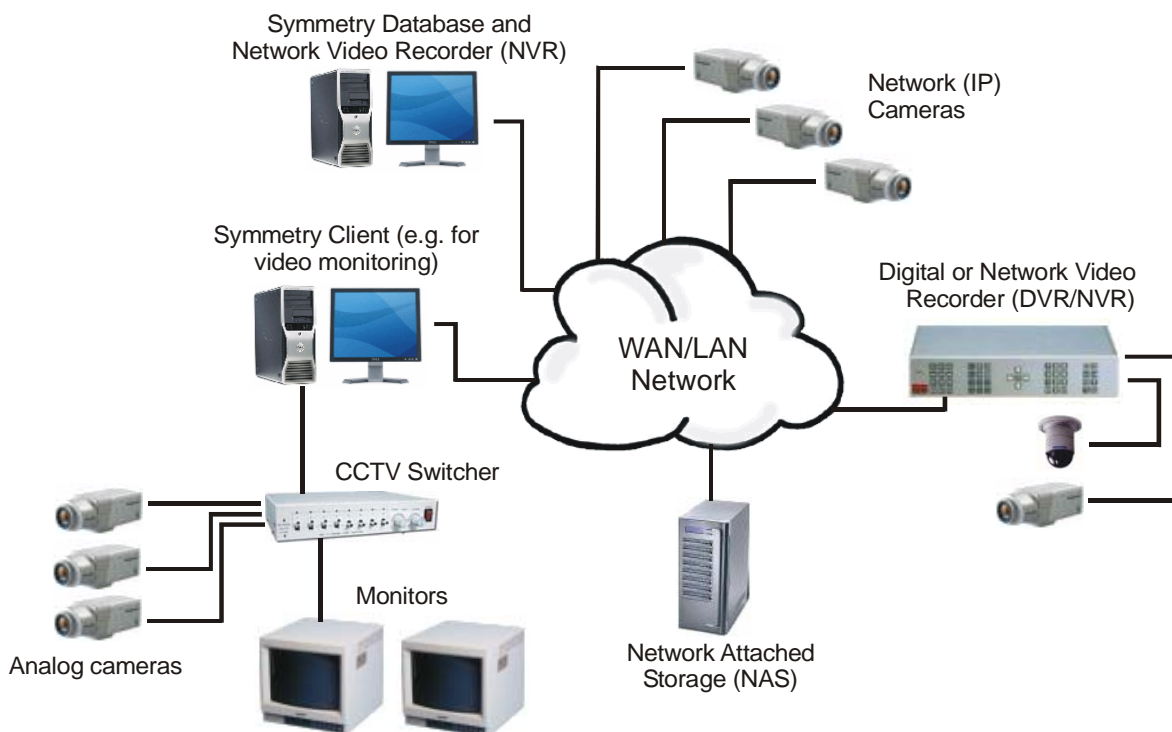 Symmetry Database and
Network Video Recorder (NVR)
Network (IP)
Cameras
Symmetry Client (e.g. for
video monitoring)
Digital or Network Video
Recorder (DVR/NVR)
WAN/LAN
Network
CCTV Switcher
Monitors
Analog cameras
Network Attached
Storage (NAS)